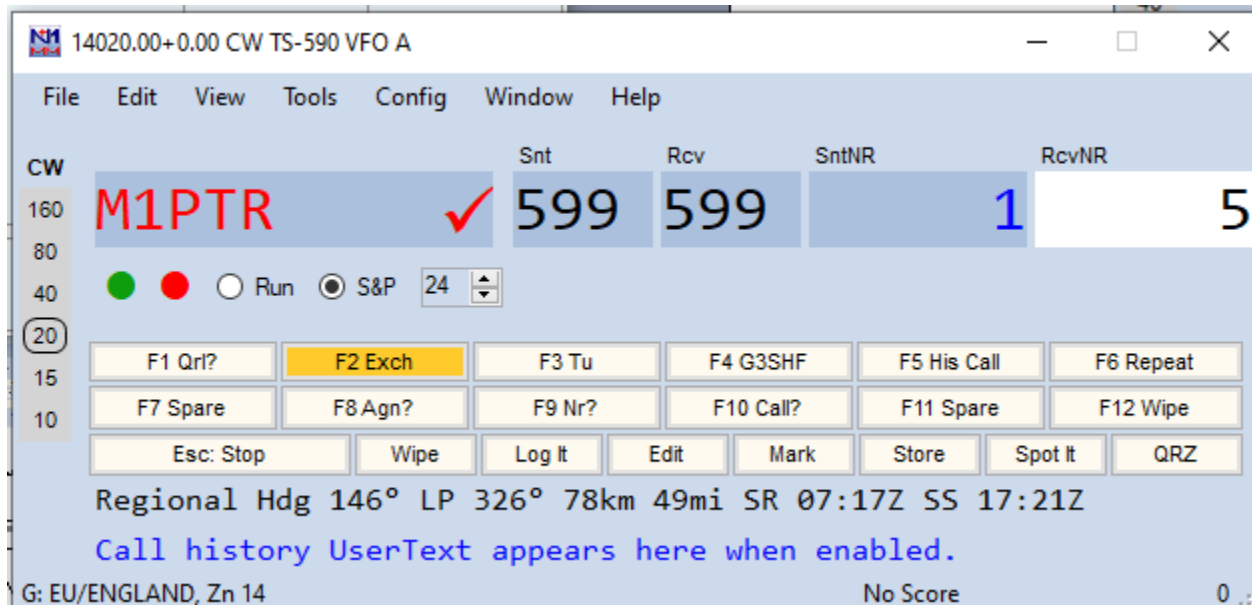 14020.00+0.00 CW TS-590 VFO A
File Edit View Tools Config Window Help
CW Snt Rcv SntNR RcvNR
160 M1PTR 599 599 1 5
80
40 Run S&P 24
20
F1 Qrl? F2 Exch F3 Tu F4 G3SHF F5 His Call F6 Repeat
15
F7 Spare F8 Agn? F9 Nr? F10 Call? F11 Spare F12 Wipe
10
Esc: Stop Wipe Log It Edit Mark Store Spot It QRZ
Regional Hdg 146° LP 326° 78km 49mi SR 07:17Z SS 17:21Z
Call history UserText appears here when enabled.
G: EU/ENGLAND, Zn 14 No Score 0